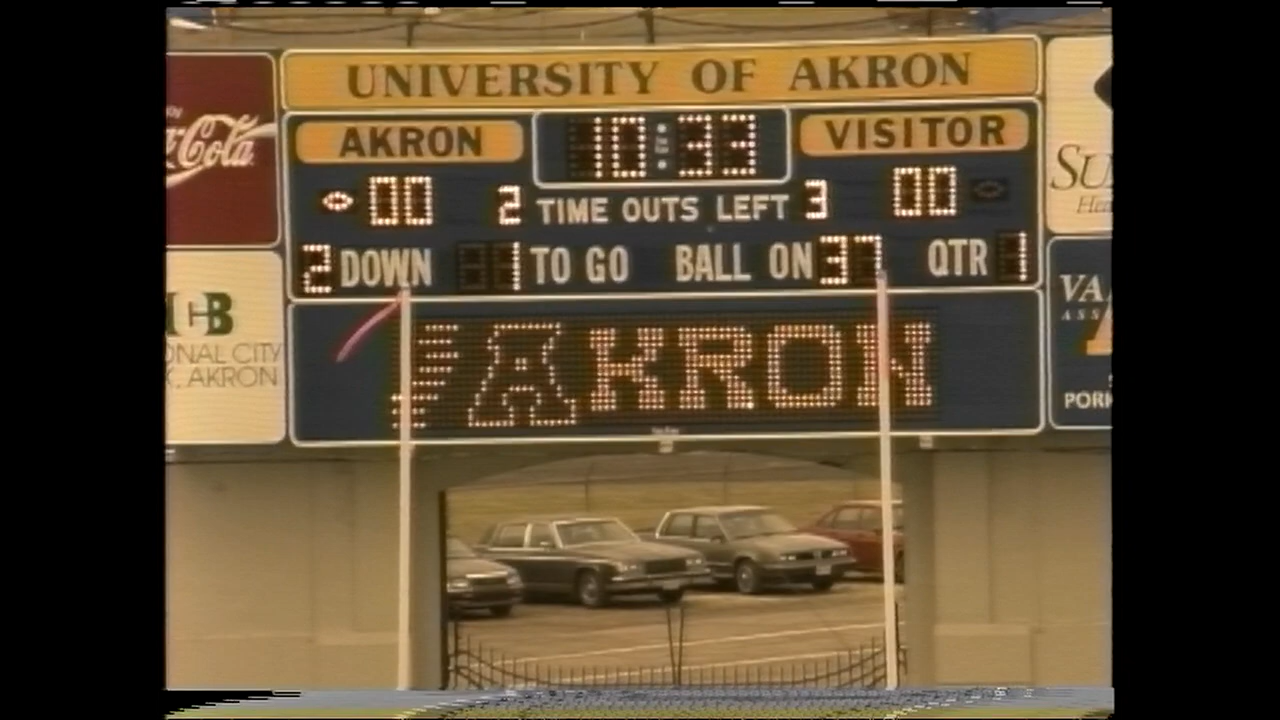 UNIVERSITY OF AKRON
AKRON
10:33
VISITOR
00
2 TIME OUTS LEFT 3
00
2 DOWN 1 TO GO BALL ON 37 QTR 1
AKRON
Cola
ONAL CITY
AKRON
PORK